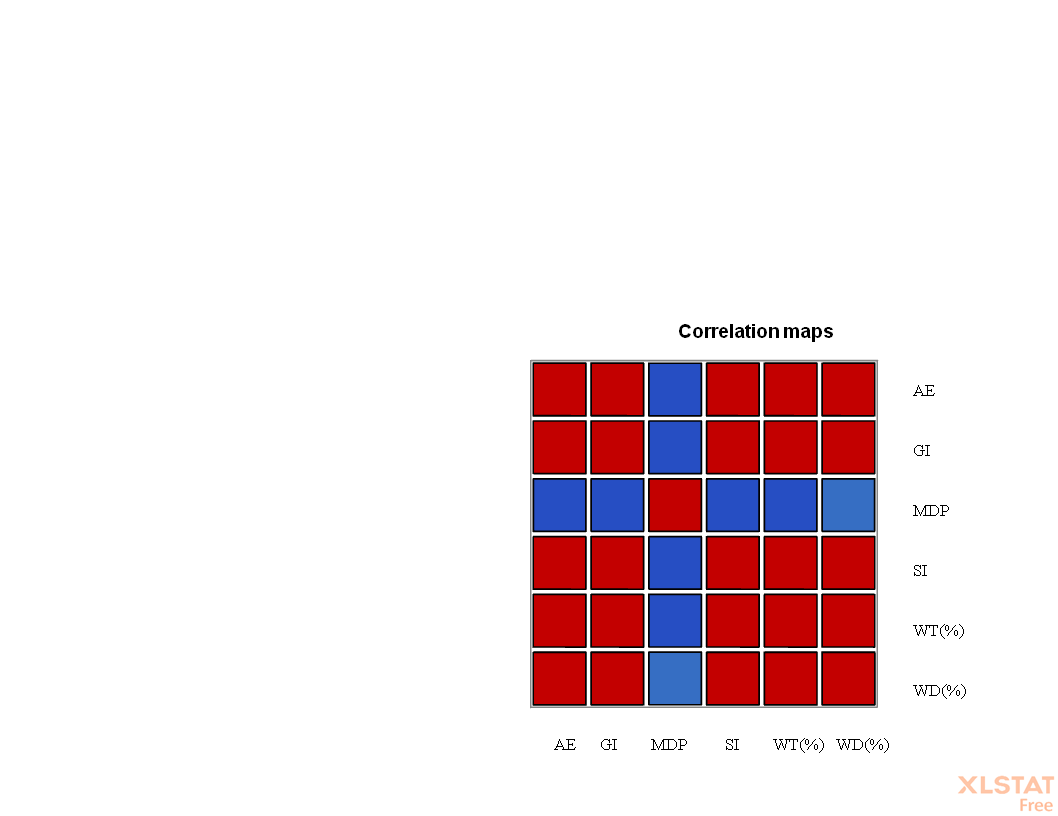 Correlation maps
AE
GI
MDP
SI
WT(%)
WD(%)
AE GI MDP SI WT(%) WD(%)
XLSTAT
Free